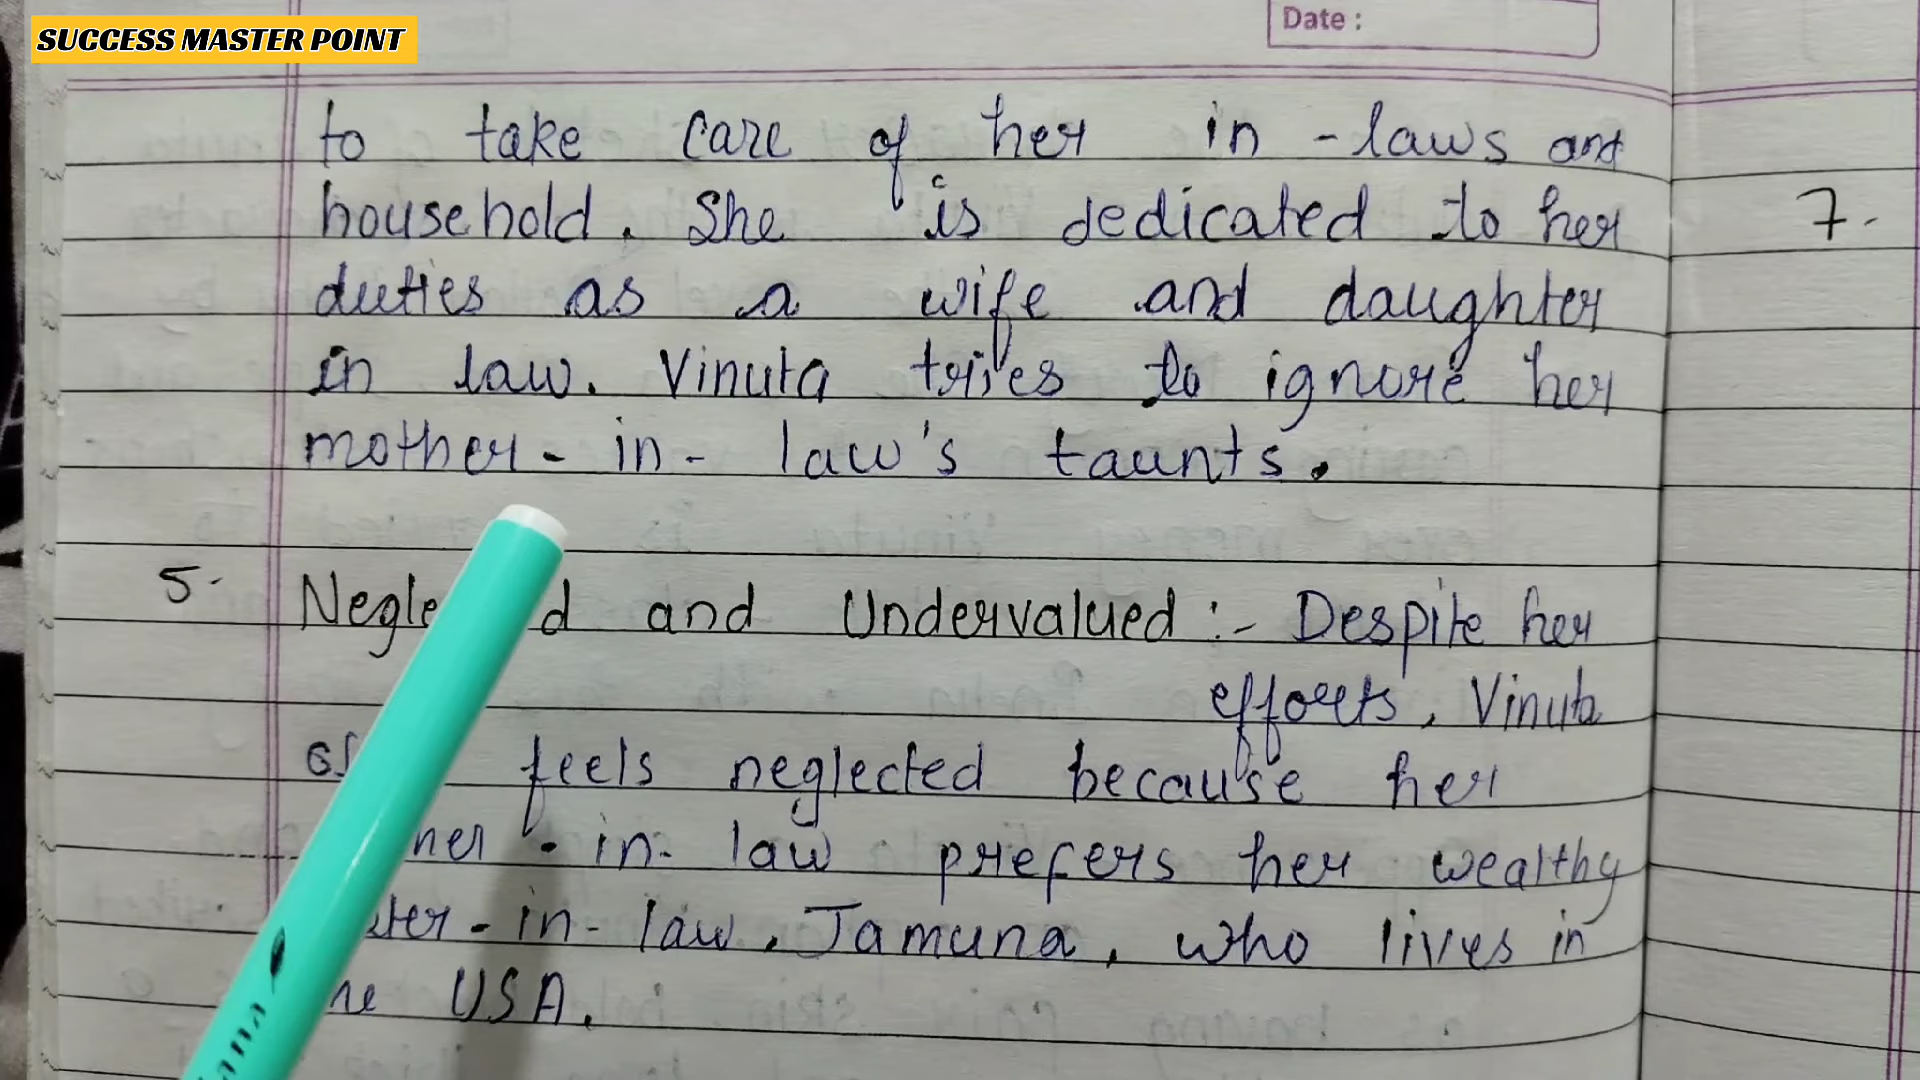 SUCCESS MASTER POINT
Date :
to take care of her in-laws and
household. She is dedicated to her
duties as a wife and daughter
in law. Vinuta tries to ignore her
mother-in-law's taunts.
7.
5. and Undervalued :- Despite her
efforts, Vinuta
feels neglected because her
-in-law prefers her wealthy
-in-law, Jamuna, who lives in
USA.